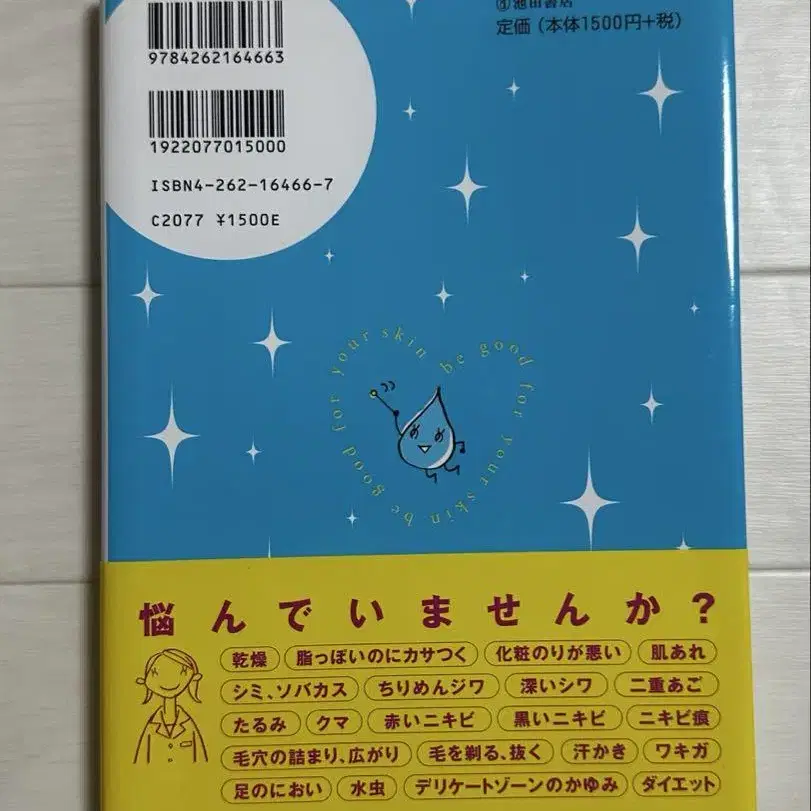 9784262164663
池田書店
定価（本体1500円+税）
1922077015000
ISBN4-262-16466-7
C2077 ¥1500E
be good for your skin
be good for your skin
悩んでいませんか？
乾燥 脂っぽいのにカサつく 化粧のりが悪い 肌あれ
シミ、ソバカス ちりめんジワ 深いシワ 二重あご
たるみ クマ 赤いニキビ 黒いニキビ ニキビ痕
毛穴の詰まり、広がり 毛を剃る、抜く 汗かき ワキガ
足のにおい 水虫 デリケートゾーンのかゆみ ダイエット